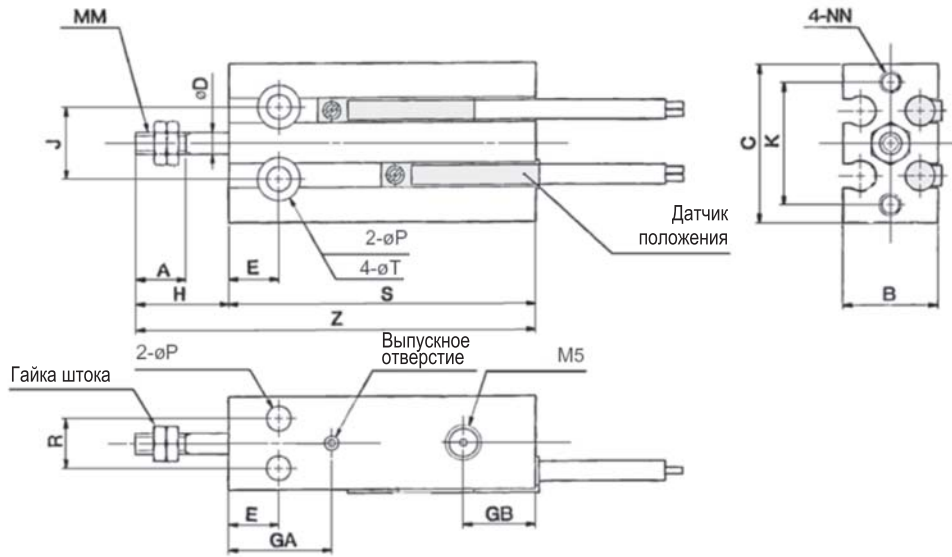 MM
4-NN
øD
J
C
K
Датчик
положения
2-øP
4-øT
A
E
H
S
B
Z
2-øP
Выпускное
отверстие
M5
Гайка штока
R
E
GB
GA